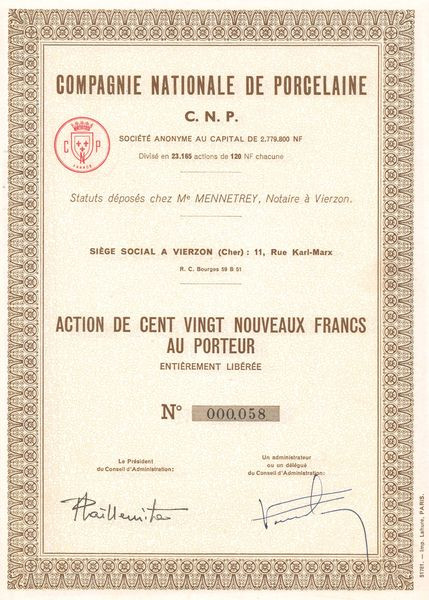 COMPAGNIE NATIONALE DE PORCELAINE
C. N. P.
SOCIÉTÉ ANONYME AU CAPITAL DE 2.779.800 NF
Divisé en 23.165 actions de 120 NF chacune
C P
N
FRANCE
Statuts déposés chez Me MENNETREY, Notaire à Vierzon.
SIÈGE SOCIAL A VIERZON (Cher) : 11, Rue Karl-Marx
R. C. Bourges 59 B 51
ACTION DE CENT VINGT NOUVEAUX FRANCS
AU PORTEUR
ENTIÈREMENT LIBÉRÉE
N° 000,058
Le Président
du Conseil d'Administration:
Un administrateur
ou un délégué
du Conseil d'Administration:
51781. — Imp. Lahure, PARIS.